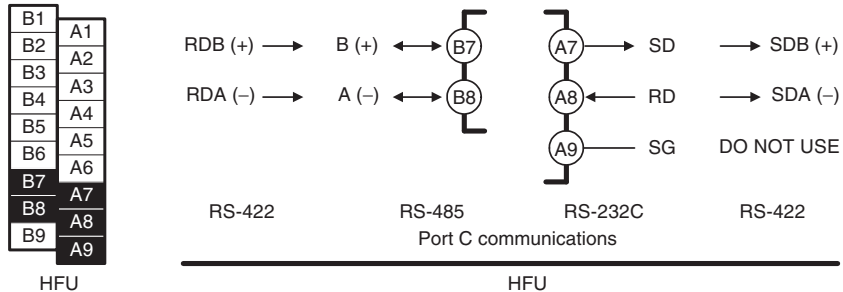 B1
B2
B3
B4
B5
B6
B7
B8
B9
A1
A2
A3
A4
A5
A6
A7
A8
A9
HFU
RDB (+) B (+) B7 A7 SD SDB (+)
RDA (−) A (−) B8 A8 RD SDA (−)
A9 SG DO NOT USE
RS-422 RS-485 RS-232C RS-422
Port C communications
HFU